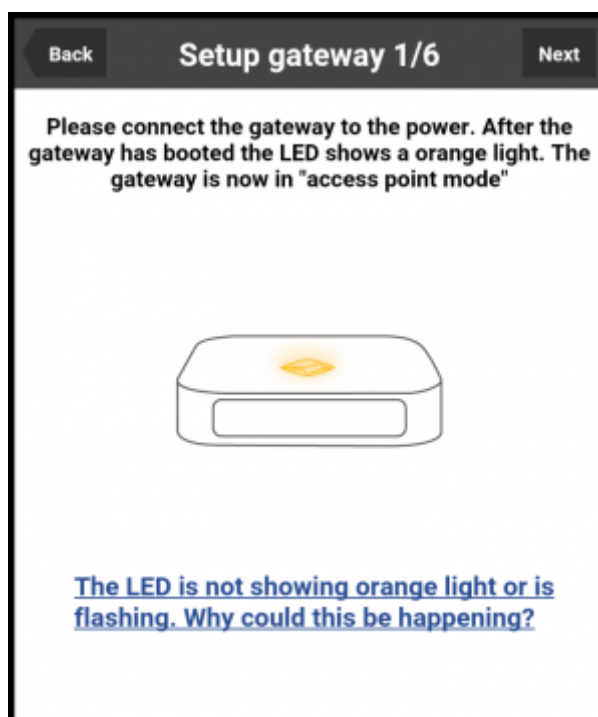 Back
Setup gateway 1/6
Next
Please connect the gateway to the power. After the
gateway has booted the LED shows a orange light. The
gateway is now in "access point mode"
The LED is not showing orange light or is
flashing. Why could this be happening?